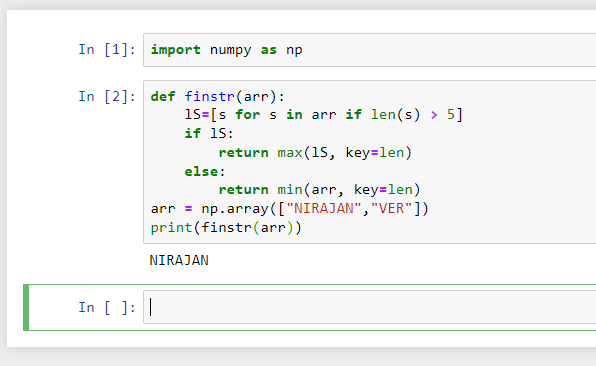 In [1]: import numpy as np
In [2]: def finstr(arr):
    lS=[s for s in arr if len(s) > 5]
    if lS:
        return max(lS, key=len)
    else:
        return min(arr, key=len)
arr = np.array(["NIRAJAN","VER"])
print(finstr(arr))
NIRAJAN
In [ ]: